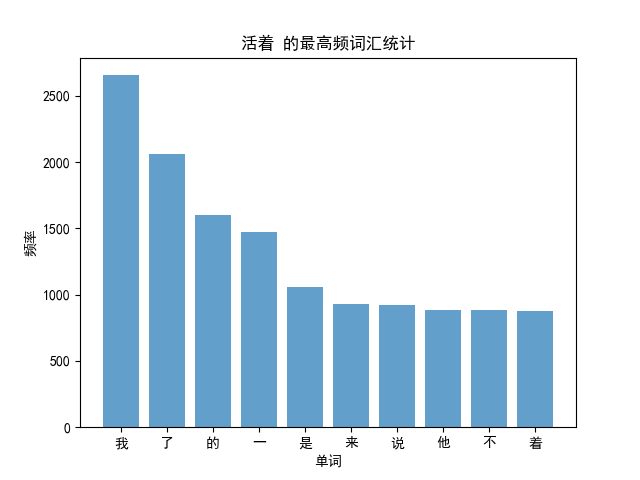 活着 的最高频词汇统计
频率
2500
2000
1500
1000
500
0
我 了 的 一 是 来 说 他 不 着
单词